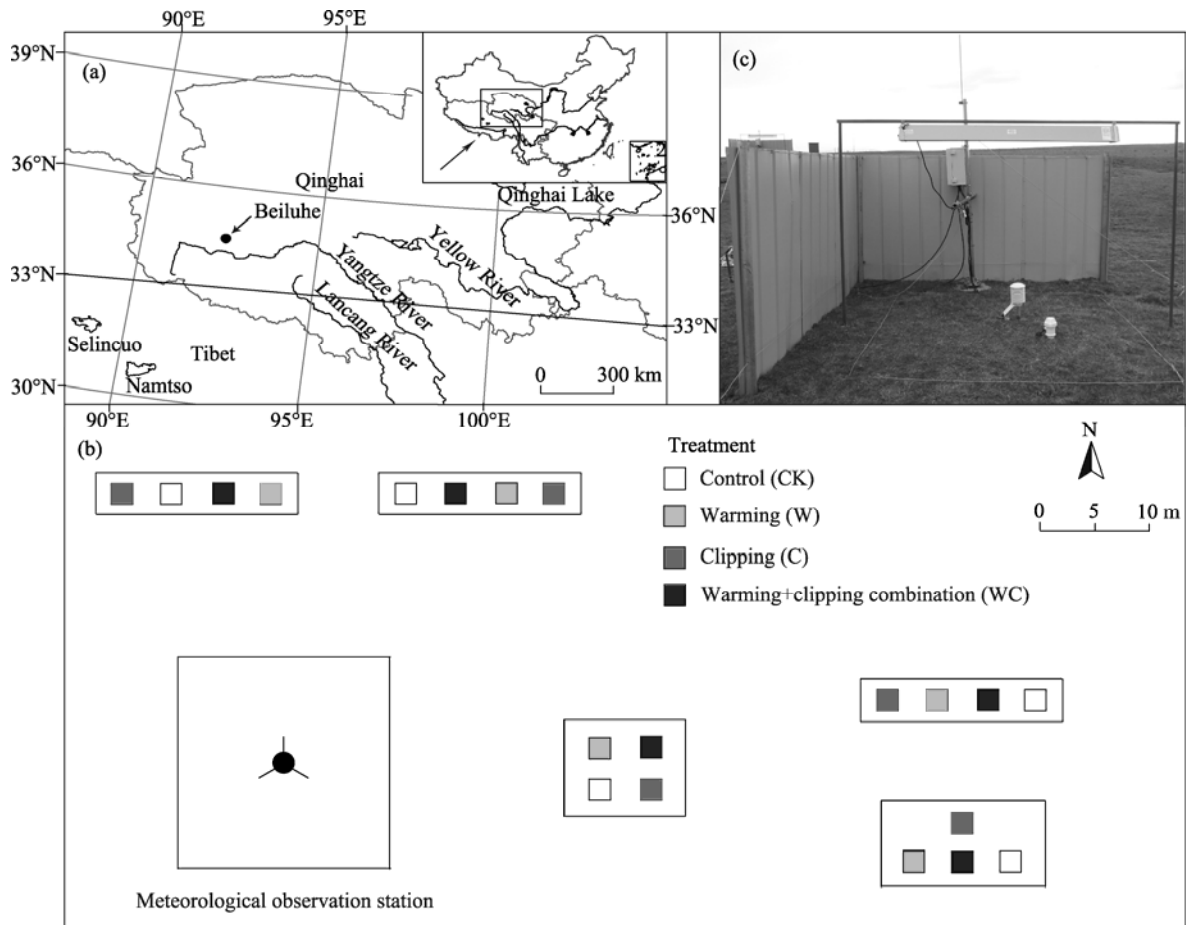 90°E
95°E
39°N
(a)
(c)
36°N
Qinghai
Qinghai Lake
Beiluhe
36°N
Yellow River
Yangtze River
Lancang River
33°N
33°N
Selincuo
Tibet
Namtso
0 300 km
30°N
90°E
95°E
100°E
(b)
Treatment
N
Control (CK)
0 5 10 m
Warming (W)
Clipping (C)
Warming+clipping combination (WC)
Meteorological observation station